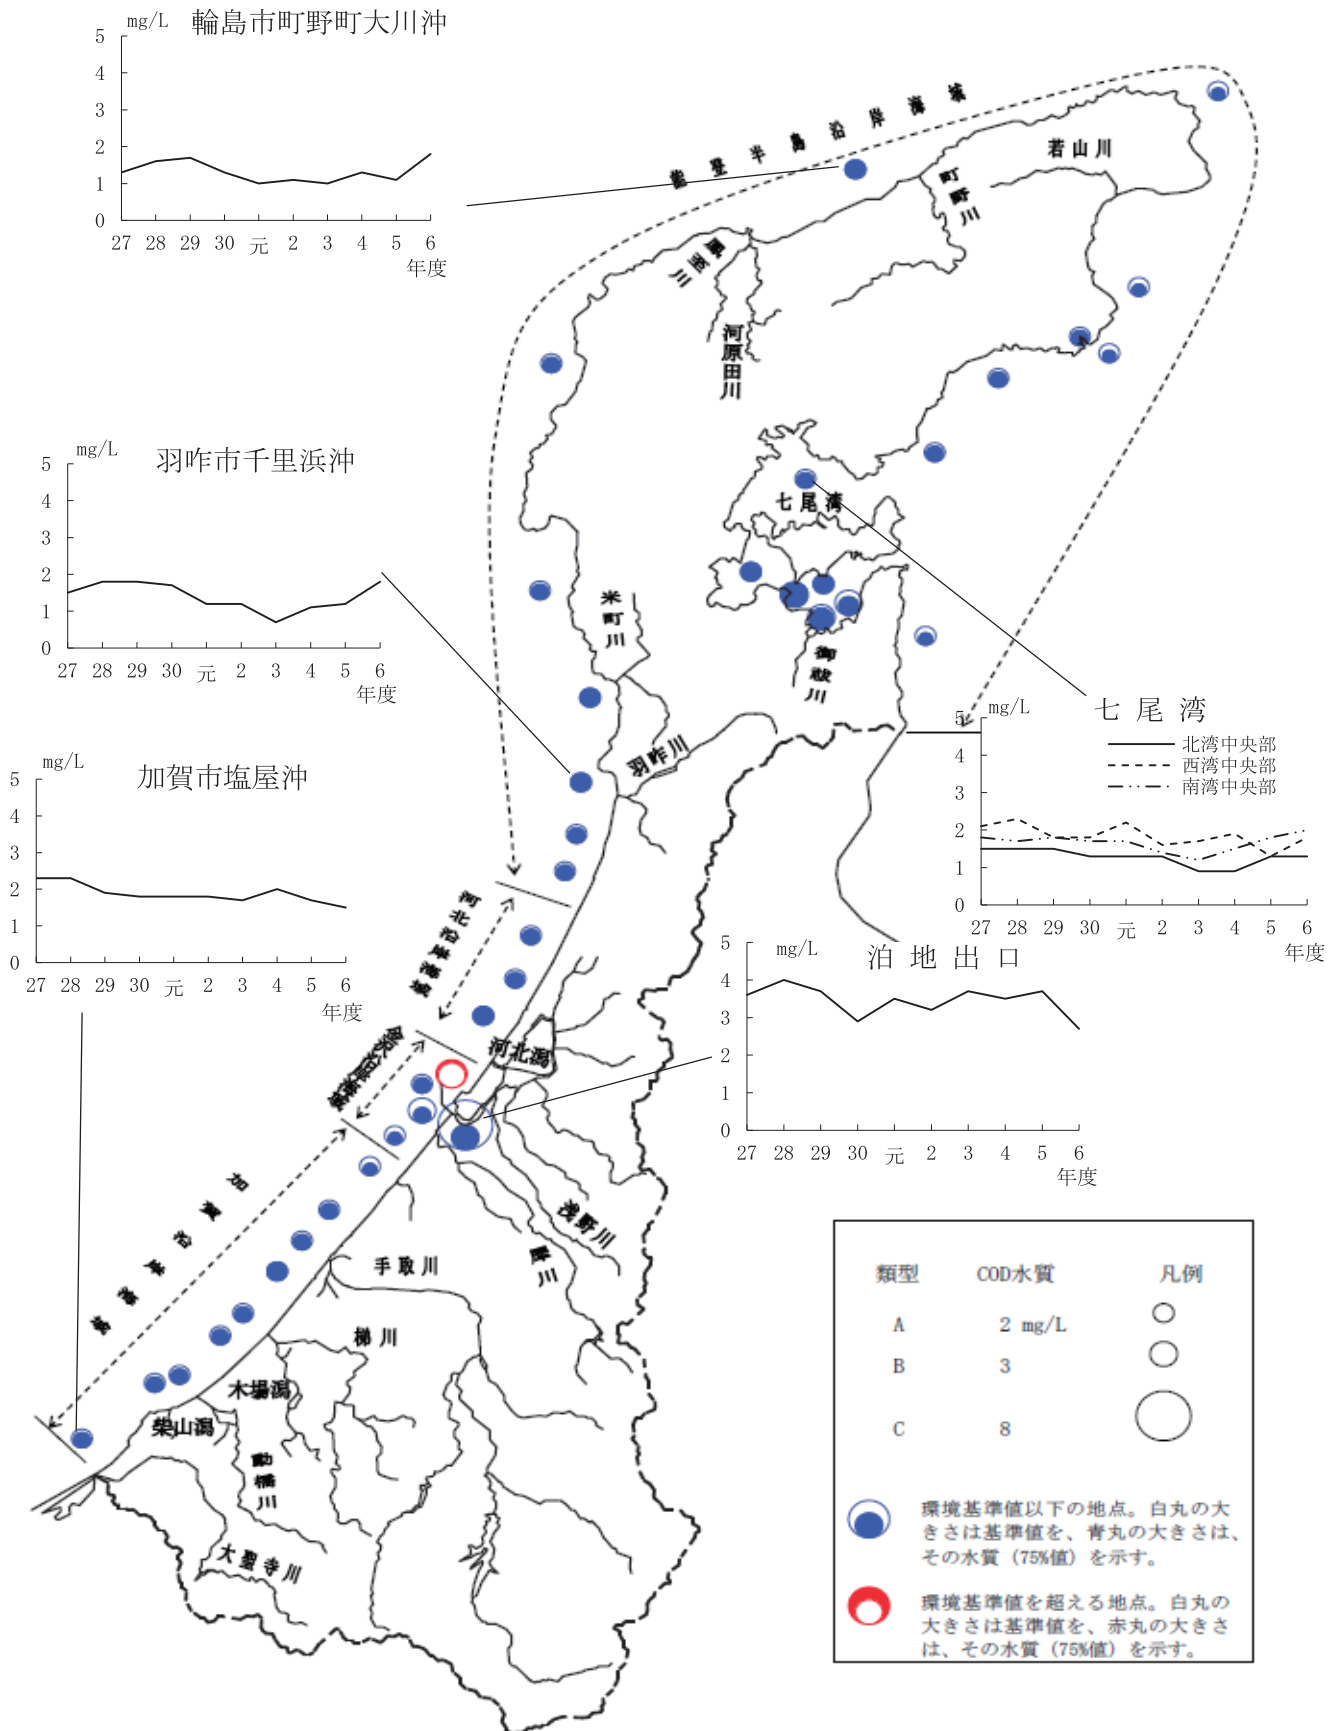 mg/L 輪島市町野町大川沖
5
4
3
2
1
0
27 28 29 30 元 2 3 4 5 6
年度
能登半島沿岸海域
若山川
町野川
鳳至川
河原田川
mg/L 羽咋市千里浜沖
5
4
3
2
1
0
27 28 29 30 元 2 3 4 5 6
年度
七尾湾
米町川
御祓川
羽咋川
mg/L 七尾湾
北湾中央部
西湾中央部
南湾中央部
5
4
3
2
1
0
27 28 29 30 元 2 3 4 5 6
年度
mg/L 加賀市塩屋沖
5
4
3
2
1
0
27 28 29 30 元 2 3 4 5 6
年度
河北沿岸海域
金沢沿岸海域
加賀沿岸海域
mg/L 泊地出口
5
4
3
2
1
0
27 28 29 30 元 2 3 4 5 6
年度
河北潟
浅野川
犀川
手取川
梯川
木場潟
柴山潟
動橋川
大聖寺川
類型 COD水質 凡例
A 2 mg/L
B 3
C 8
環境基準値以下の地点。白丸の大
きさは基準値を、青丸の大きさは、
その水質(75%値)を示す。
環境基準値を超える地点。白丸の
大きさは基準値を、赤丸の大きさ
は、その水質(75%値)を示す。